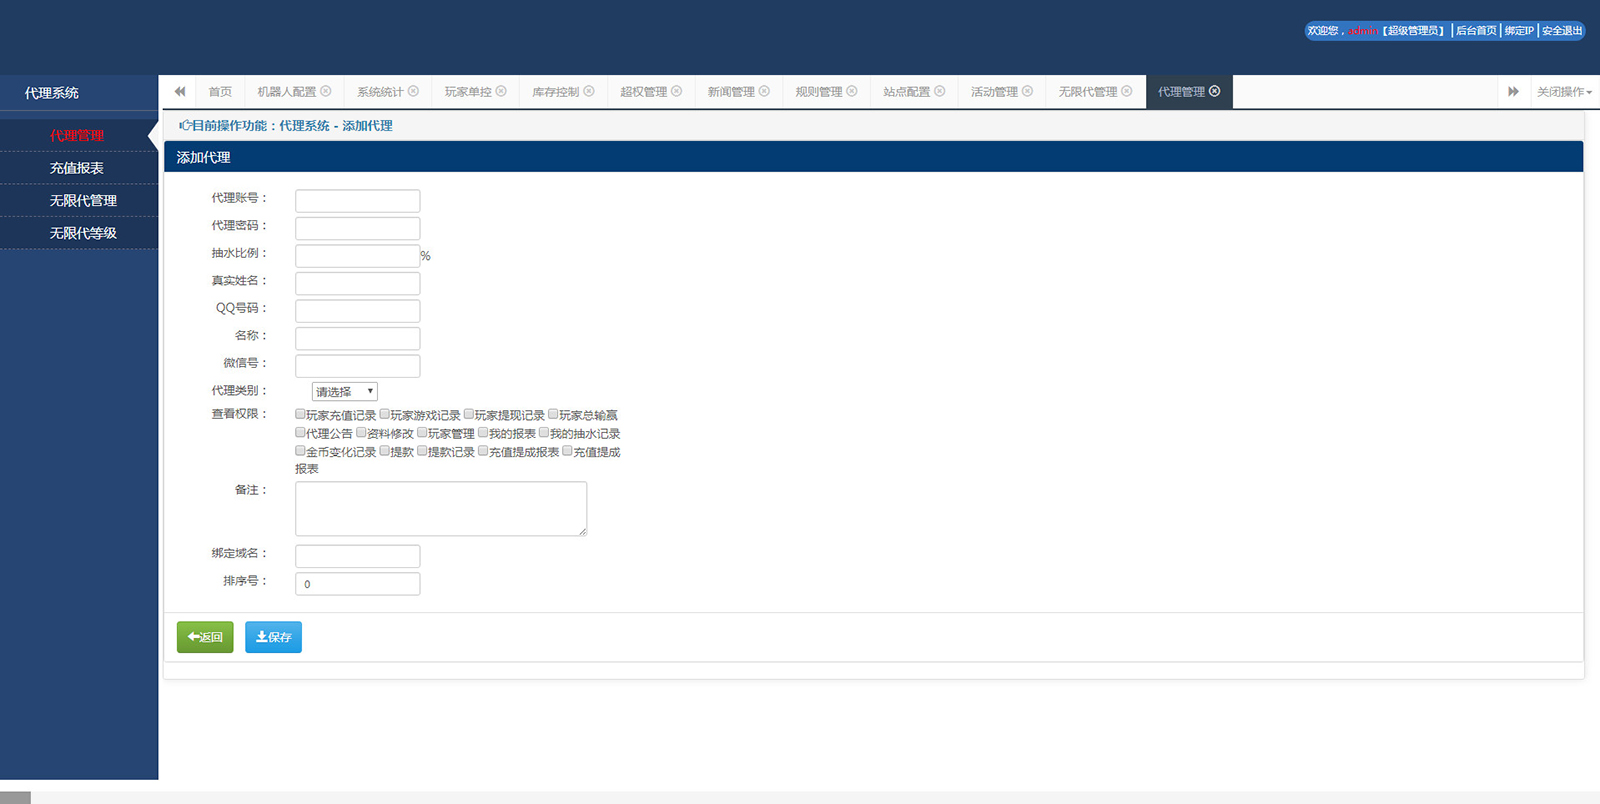 欢迎您，admin【超级管理员】|后台首页|绑定IP|安全退出
代理系统
首页 机器人配置 系统统计 玩家单控 库存控制 超权管理 新闻管理 规则管理 站点配置 活动管理 无限代管理 代理管理 关闭操作
代理管理
充值报表
无限代管理
无限代等级
目前操作功能：代理系统 - 添加代理
添加代理
代理账号：
代理密码：
抽水比例： %
真实姓名：
QQ号码：
名称：
微信号：
代理类别： 请选择
查看权限： 玩家充值记录 玩家游戏记录 玩家提现记录 玩家总输赢
代理公告 资料修改 玩家管理 我的报表 我的抽水记录
金币变化记录 提款 提款记录 充值提成报表 充值提成
报表
备注：
绑定域名：
排序号： 0
返回 保存